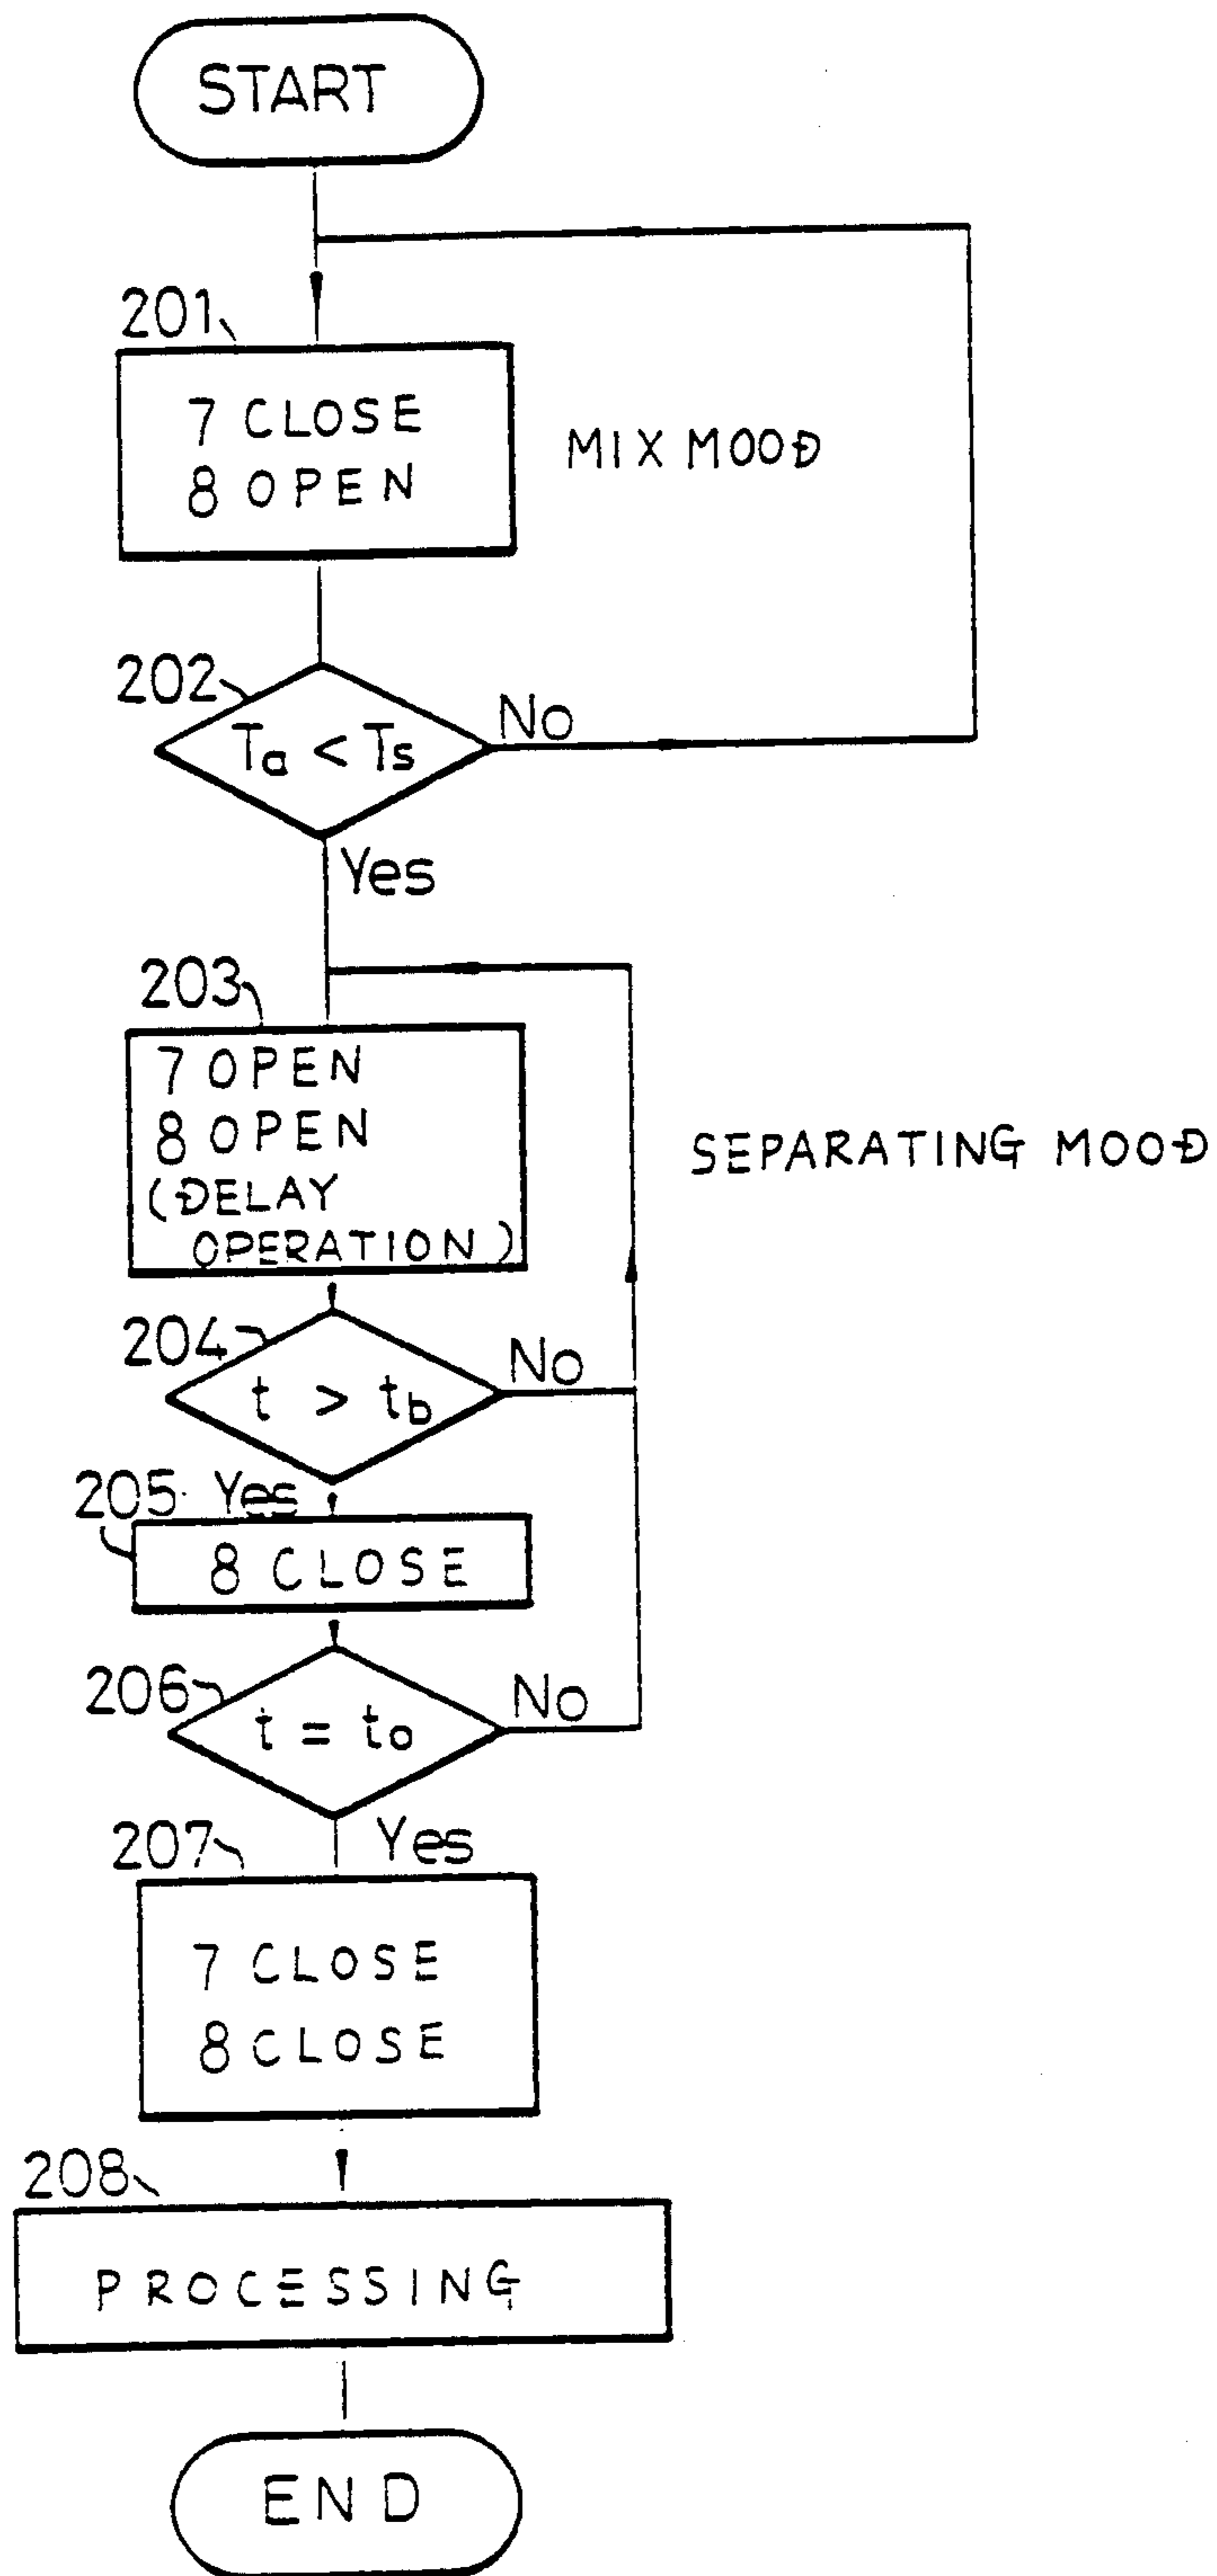 START
201
7 CLOSE
8 OPEN
MIX MOOD
202
Ta < Ts
No
Yes
203
7 OPEN
8 OPEN
(DELAY
OPERATION)
SEPARATING MOOD
204
t > tb
No
Yes
205
8 CLOSE
206
t = to
No
Yes
207
7 CLOSE
8 CLOSE
208
PROCESSING
END